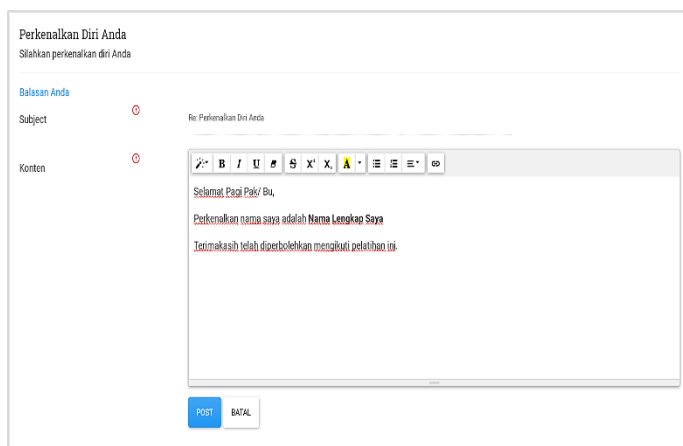 Perkenalkan Diri Anda
Silahkan perkenalkan diri Anda
Balasan Anda
Subject
Re: Perkenalkan Diri Anda
Konten
B I U S X¹ X, A
Selamat Pagi Pak/ Bu,
Perkenalkan nama saya adalah Nama Lengkap Saya
Terimakasih telah diperbolehkan mengikuti pelatihan ini.
POST BATAL